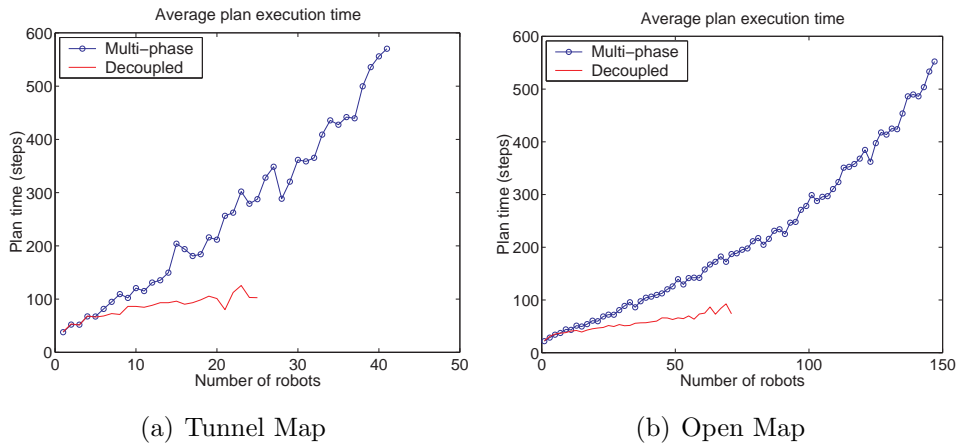 Average plan execution time
600
500
400
300
200
100
0
Plan time (steps)
Multi−phase
Decoupled
0
10
20
30
40
50
Number of robots
(a) Tunnel Map
Average plan execution time
600
500
400
300
200
100
0
Plan time (steps)
Multi−phase
Decoupled
0
50
100
150
Number of robots
(b) Open Map